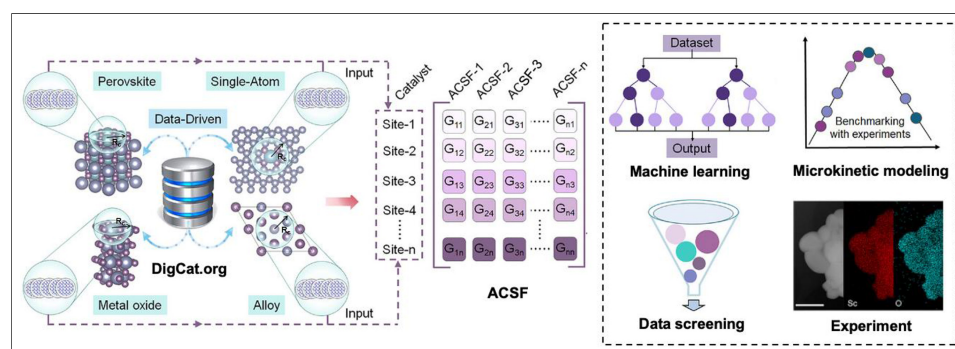 Perovskite
Single-Atom
Input
Data-Driven
DigCat.org
Metal oxide
Alloy
Input
Catalyst
ACSF-1
ACSF-2
ACSF-3
ACSF-n
Site-1
G11 G21 G31 ····· Gn1
Site-2
G12 G22 G32 ····· Gn2
Site-3
G13 G23 G33 ····· Gn3
Site-4
G14 G24 G34 ····· Gn4
Site-n
G1n G2n G3n ····· Gnn
ACSF
Dataset
Output
Machine learning
Benchmarking
with experiments
Microkinetic modeling
Data screening
Sc
O
Experiment